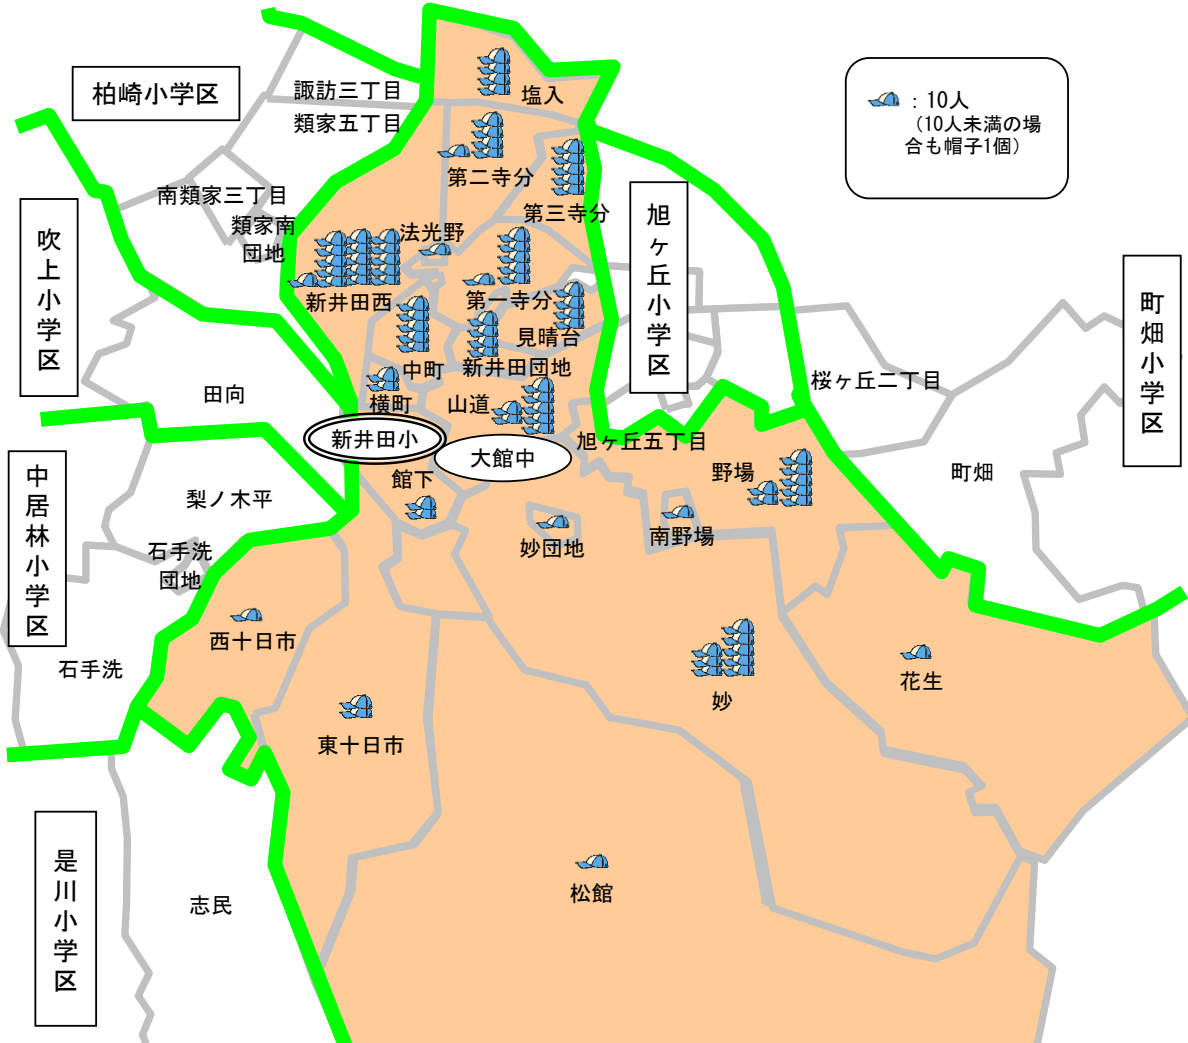 柏崎小学区
諏訪三丁目
類家五丁目
塩入
：10人
（10人未満の場
合も帽子1個）
第二寺分
南類家三丁目
類家南
団地
法光野
第三寺分
吹上小学区
旭ヶ丘小学区
町畑小学区
新井田西
第一寺分
見晴台
中町
新井田団地
田向
横町
山道
桜ヶ丘二丁目
新井田小
大館中
旭ヶ丘五丁目
中居林小学区
館下
野場
町畑
梨ノ木平
妙団地
南野場
石手洗
団地
西十日市
石手洗
花生
妙
東十日市
是川小学区
志民
松館